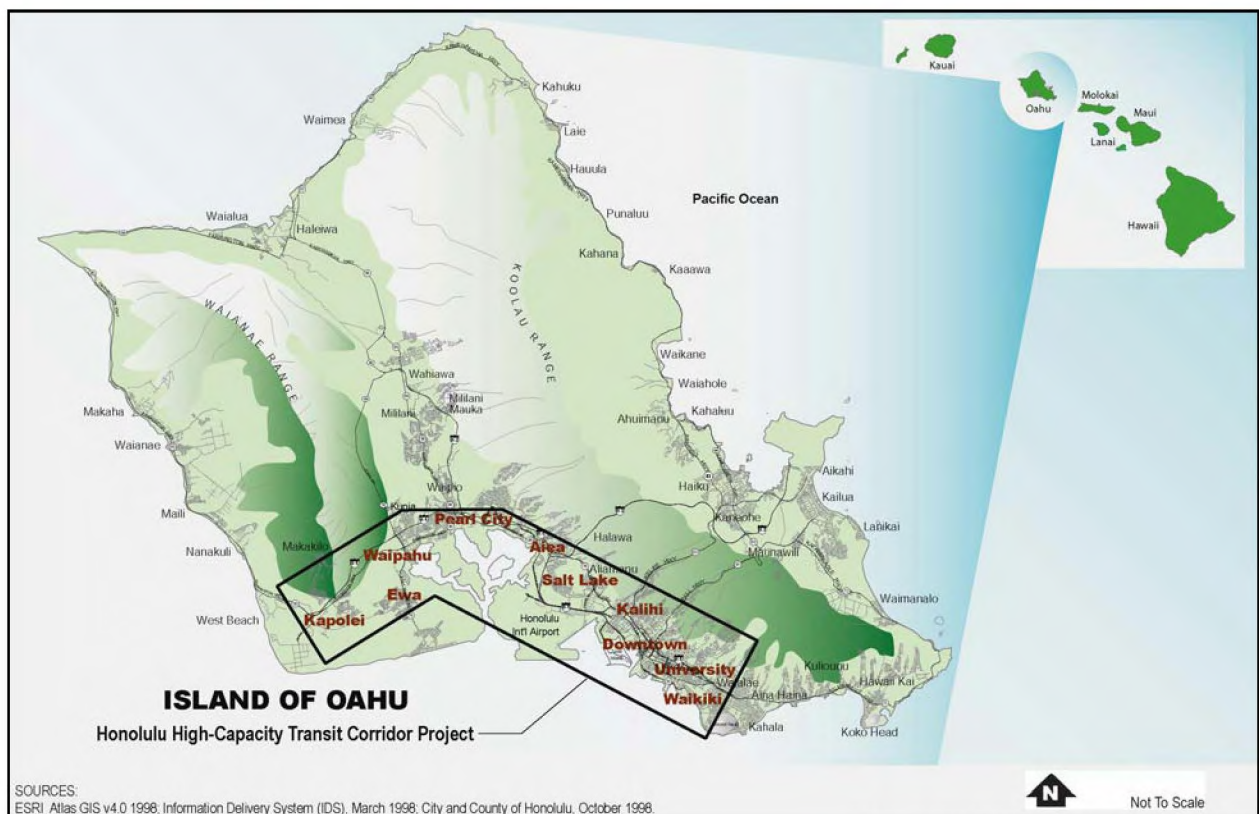 Kauai
Oahu
Molokai
Maui
Lanai
Hawaii
Kahuku
Waimea
Laie
Hauula
Pacific Ocean
Punaluu
Waialua
Haleiwa
Kahana
Kaaawa
KOOLAU RANGE
WAIANAE RANGE
Waikane
Wahiawa
Waiahole
Mililani
Mauka
Makaha
Mililani
Ahuimanu
Kahaluu
Waianae
Aikahi
Waipio
Haiku
Kailua
Maili
Kunia
Kaneohe
Lanikai
Pearl City
Halawa
Nanakuli
Makakilo
Waipahu
Aiea
Maunawili
Aliamanu
Salt Lake
Ewa
Waimanalo
West Beach
Kapolei
Kalihi
Honolulu
Int'l Airport
Downtown
University
Kuliouou
Waialae
Hawaii Kai
Waikiki
Aina Haina
ISLAND OF OAHU
Kahala
Koko Head
Honolulu High-Capacity Transit Corridor Project
SOURCES:
ESRI Atlas GIS v4.0 1998; Information Delivery System (IDS), March 1998; City and County of Honolulu, October 1998.
N
Not To Scale